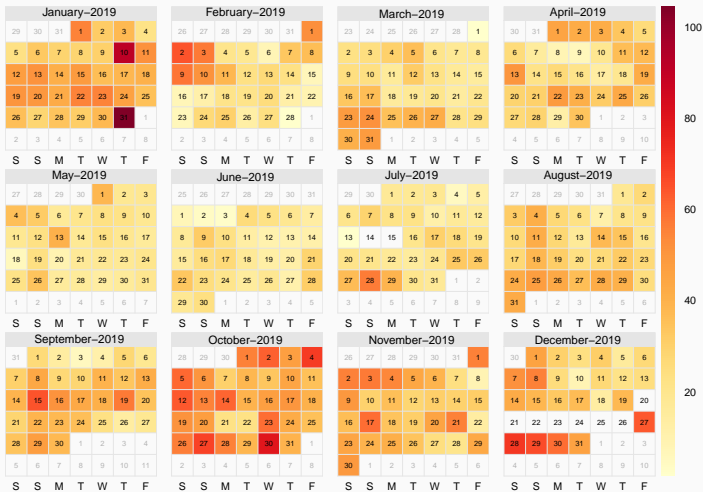 January–2019
29 30 31 1 2 3 4
5 6 7 8 9 10 11
12 13 14 15 16 17 18
19 20 21 22 23 24 25
26 27 28 29 30 31 1
2 3 4 5 6 7 8
S S M T W T F
February–2019
26 27 28 29 30 31 1
2 3 4 5 6 7 8
9 10 11 12 13 14 15
16 17 18 19 20 21 22
23 24 25 26 27 28 1
2 3 4 5 6 7 8
S S M T W T F
March–2019
23 24 25 26 27 28 1
2 3 4 5 6 7 8
9 10 11 12 13 14 15
16 17 18 19 20 21 22
23 24 25 26 27 28 29
30 31 1 2 3 4 5
S S M T W T F
April–2019
30 31 1 2 3 4 5
6 7 8 9 10 11 12
13 14 15 16 17 18 19
20 21 22 23 24 25 26
27 28 29 30 1 2 3
4 5 6 7 8 9 10
S S M T W T F
May–2019
27 28 29 30 1 2 3
4 5 6 7 8 9 10
11 12 13 14 15 16 17
18 19 20 21 22 23 24
25 26 27 28 29 30 31
1 2 3 4 5 6 7
S S M T W T F
June–2019
25 26 27 28 29 30 31
1 2 3 4 5 6 7
8 9 10 11 12 13 14
15 16 17 18 19 20 21
22 23 24 25 26 27 28
29 30 1 2 3 4 5
S S M T W T F
July–2019
29 30 1 2 3 4 5
6 7 8 9 10 11 12
13 14 15 16 17 18 19
20 21 22 23 24 25 26
27 28 29 30 31 1 2
3 4 5 6 7 8 9
S S M T W T F
August–2019
27 28 29 30 31 1 2
3 4 5 6 7 8 9
10 11 12 13 14 15 16
17 18 19 20 21 22 23
24 25 26 27 28 29 30
31 1 2 3 4 5 6
S S M T W T F
September–2019
31 1 2 3 4 5 6
7 8 9 10 11 12 13
14 15 16 17 18 19 20
21 22 23 24 25 26 27
28 29 30 1 2 3 4
5 6 7 8 9 10 11
S S M T W T F
October–2019
28 29 30 1 2 3 4
5 6 7 8 9 10 11
12 13 14 15 16 17 18
19 20 21 22 23 24 25
26 27 28 29 30 31 1
2 3 4 5 6 7 8
S S M T W T F
November–2019
26 27 28 29 30 31 1
2 3 4 5 6 7 8
9 10 11 12 13 14 15
16 17 18 19 20 21 22
23 24 25 26 27 28 29
30 1 2 3 4 5 6
S S M T W T F
December–2019
30 1 2 3 4 5 6
7 8 9 10 11 12 13
14 15 16 17 18 19 20
21 22 23 24 25 26 27
28 29 30 31 1 2 3
4 5 6 7 8 9 10
S S M T W T F
100
80
60
40
20